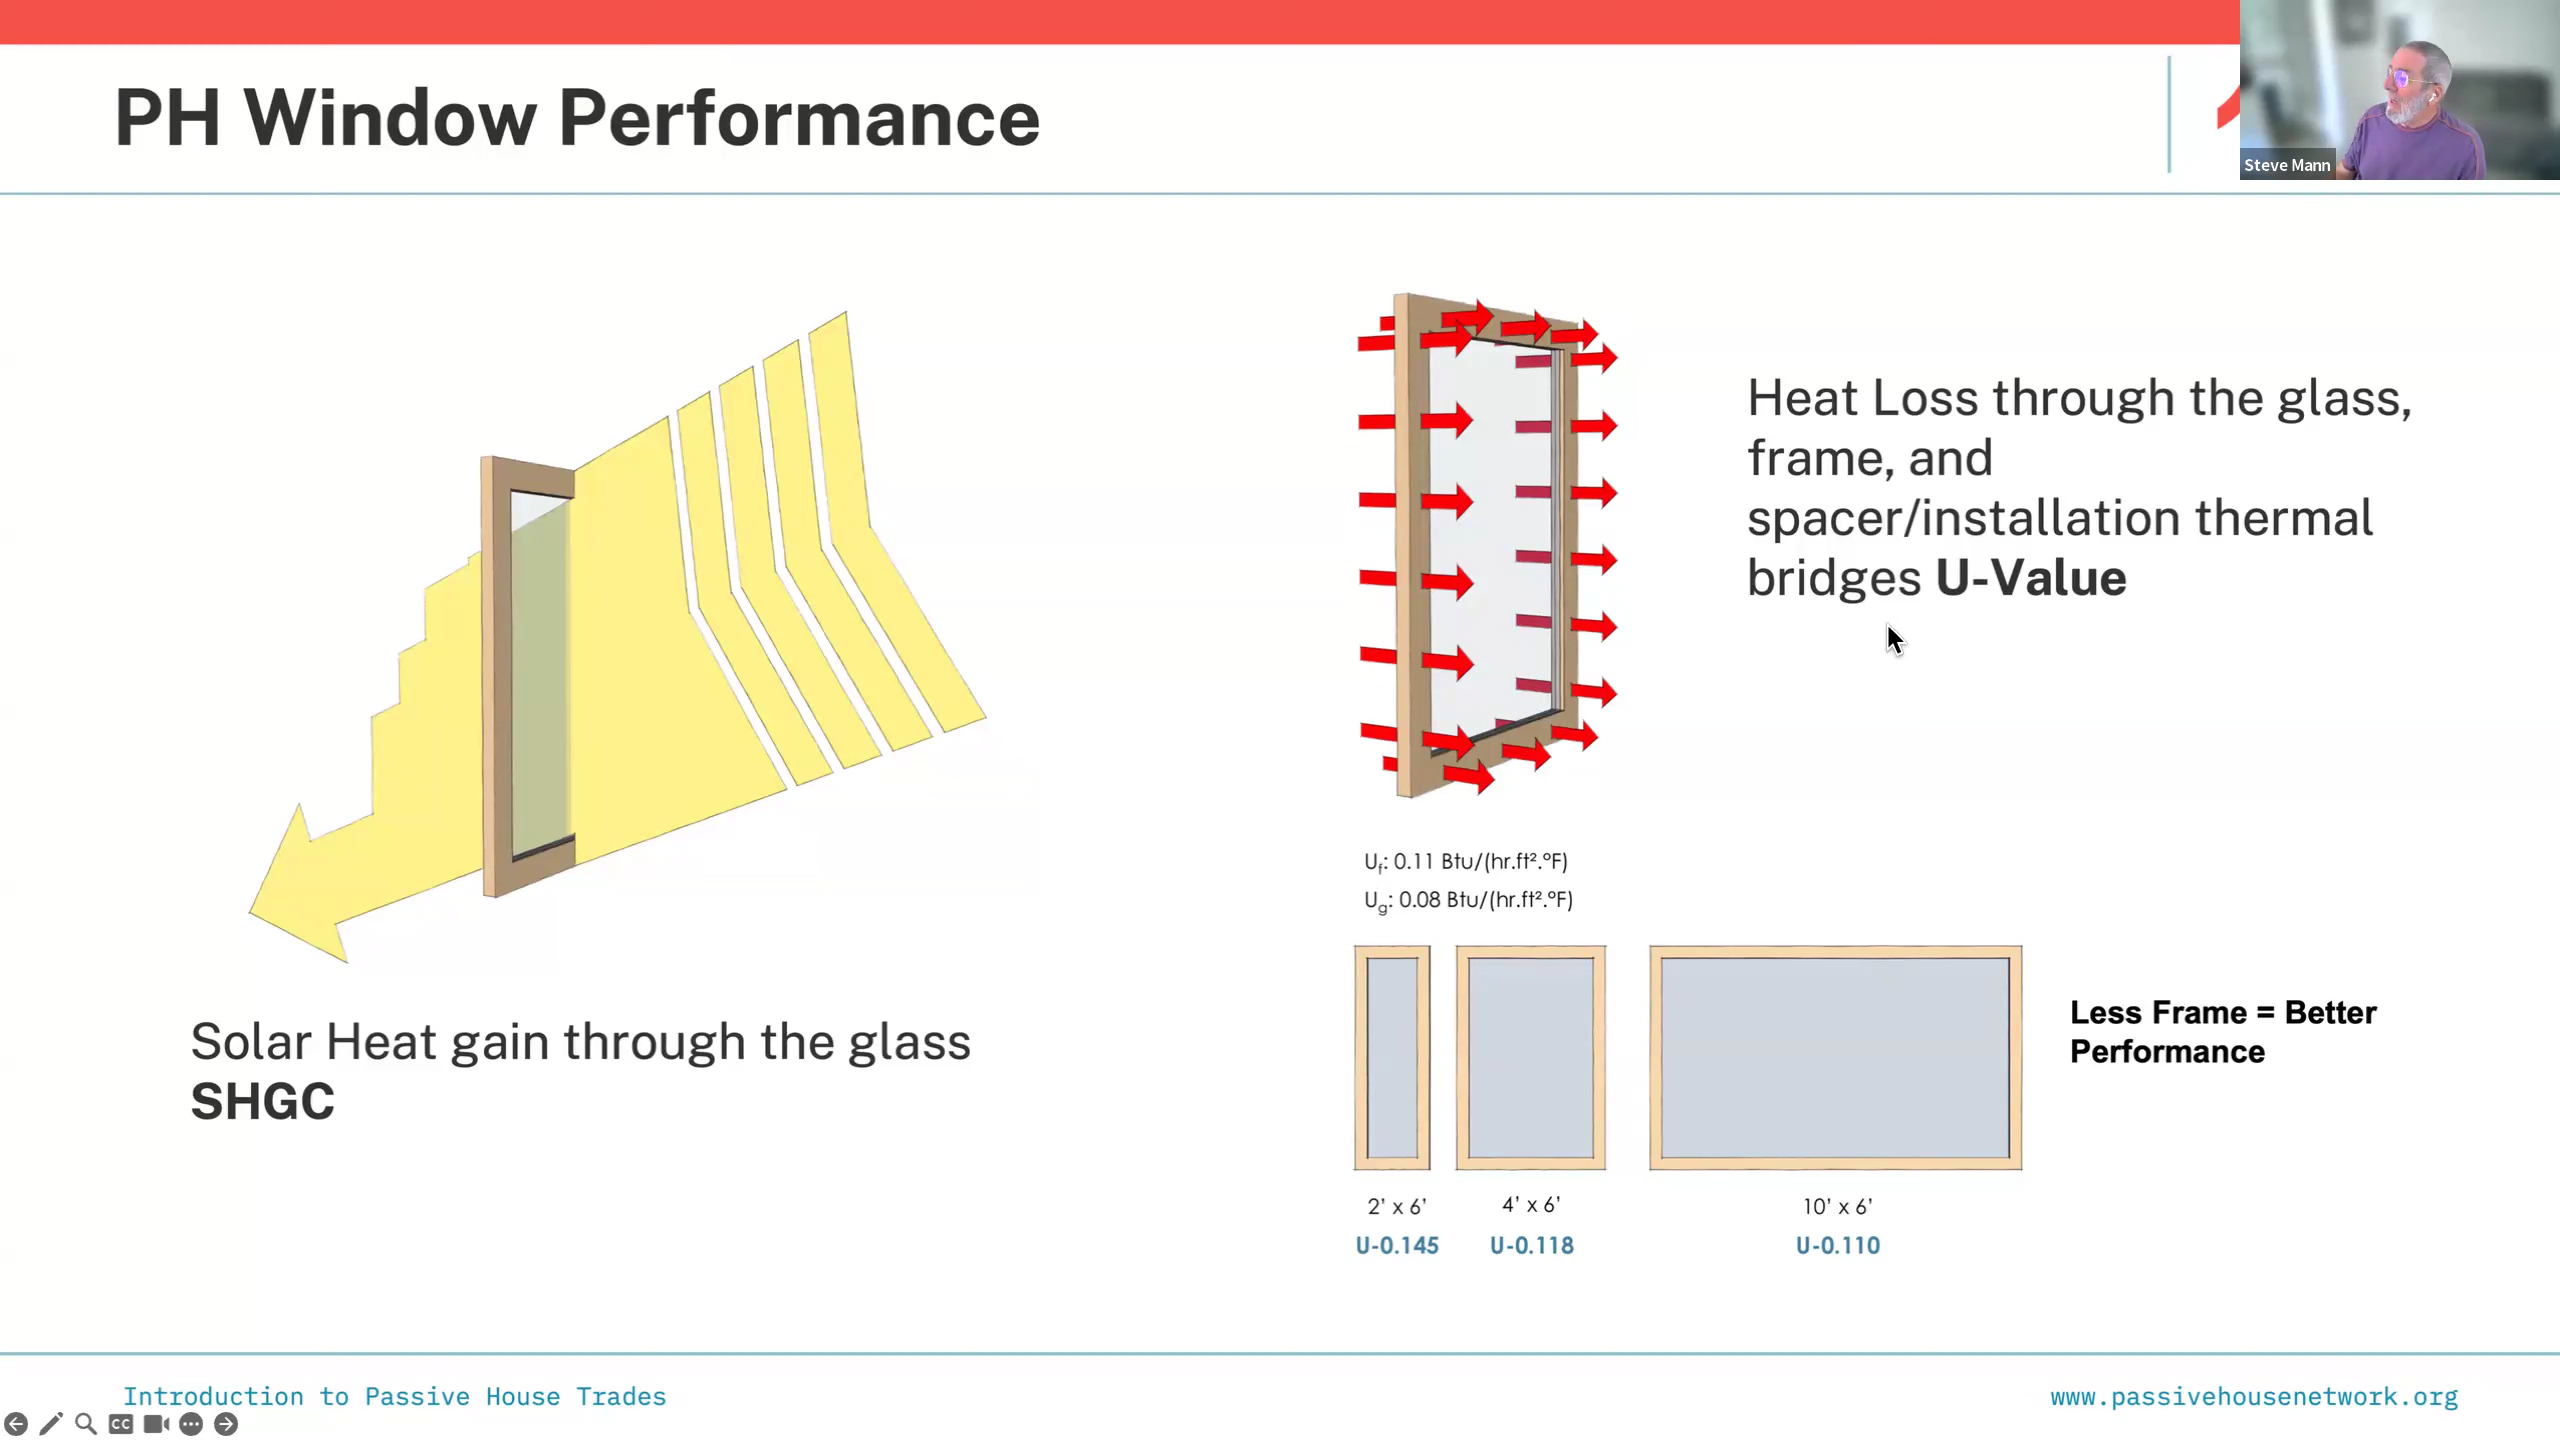 PH Window Performance
Steve Mann
Heat Loss through the glass,
frame, and
spacer/installation thermal
bridges U-Value
Uf: 0.11 Btu/(hr.ft².ºF)
Ug: 0.08 Btu/(hr.ft².ºF)
Solar Heat gain through the glass
SHGC
Less Frame = Better
Performance
2' x 6'
4' x 6'
10' x 6'
U-0.145
U-0.118
U-0.110
Introduction to Passive House Trades
www.passivehousenetwork.org
CC